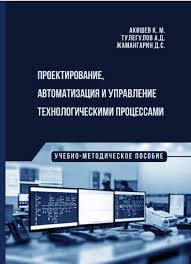 АКИШЕВ К. М.
ТУЛЕГУЛОВ А.Д.
ЖАМАНГАРИН Д.С.
ПРОЕКТИРОВАНИЕ,
АВТОМАТИЗАЦИЯ И УПРАВЛЕНИЕ
ТЕХНОЛОГИЧЕСКИМИ ПРОЦЕССАМИ
УЧЕБНО-МЕТОДИЧЕСКОЕ ПОСОБИЕ